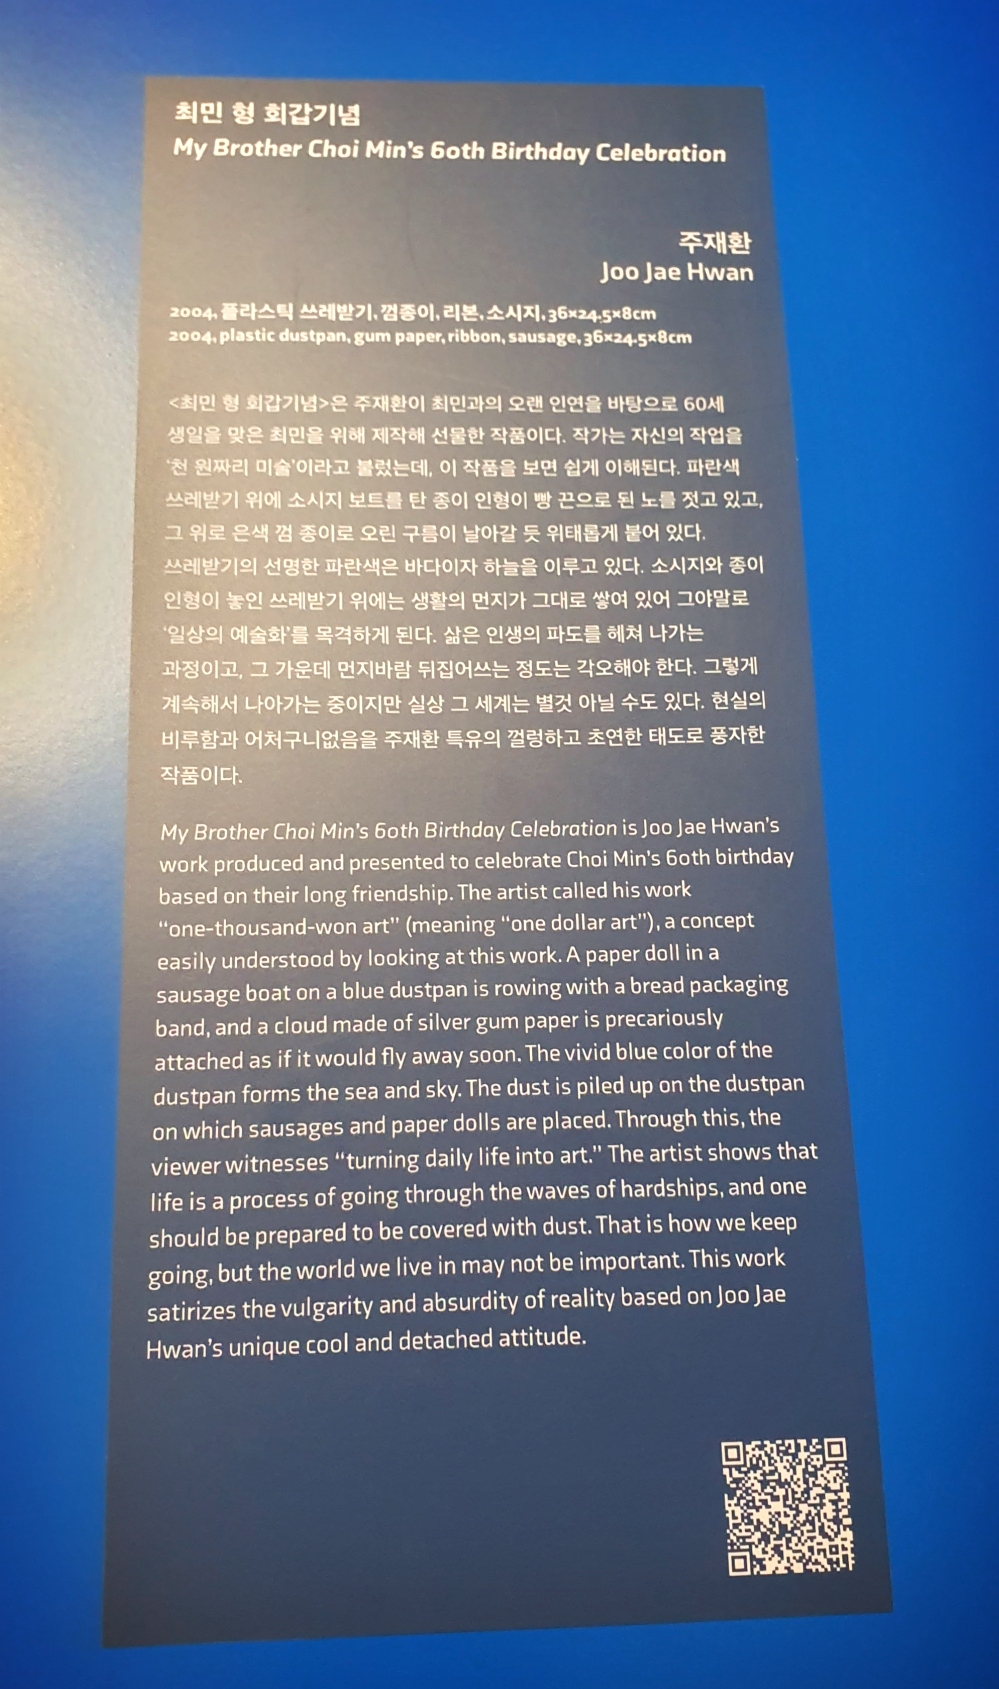 최민 형 회갑기념
My Brother Choi Min's 60th Birthday Celebration
주재환
Joo Jae Hwan
2004, 플라스틱 쓰레받기, 껌종이, 리본, 소시지, 36×24.5×8cm
2004, plastic dustpan, gum paper, ribbon, sausage, 36×24.5×8cm
<최민 형 회갑기념>은 주재환이 최민과의 오랜 인연을 바탕으로 60세
생일을 맞은 최민을 위해 제작해 선물한 작품이다. 작가는 자신의 작업을
'천 원짜리 미술'이라고 불렀는데, 이 작품을 보면 쉽게 이해된다. 파란색
쓰레받기 위에 소시지 보트를 탄 종이 인형이 빵 끈으로 된 노를 젓고 있고,
그 위로 은색 껌 종이로 오린 구름이 날아갈 듯 위태롭게 붙어 있다.
쓰레받기의 선명한 파란색은 바다이자 하늘을 이루고 있다. 소시지와 종이
인형이 놓인 쓰레받기 위에는 생활의 먼지가 그대로 쌓여 있어 그야말로
'일상의 예술화'를 목격하게 된다. 삶은 인생의 파도를 헤쳐 나가는
과정이고, 그 가운데 먼지바람 뒤집어쓰는 정도는 각오해야 한다. 그렇게
계속해서 나아가는 중이지만 실상 그 세계는 별것 아닐 수도 있다. 현실의
비루함과 어처구니없음을 주재환 특유의 껄렁하고 초연한 태도로 풍자한
작품이다.
My Brother Choi Min's 60th Birthday Celebration is Joo Jae Hwan's
work produced and presented to celebrate Choi Min's 60th birthday
based on their long friendship. The artist called his work
“one-thousand-won art” (meaning “one dollar art”), a concept
easily understood by looking at this work. A paper doll in a
sausage boat on a blue dustpan is rowing with a bread packaging
band, and a cloud made of silver gum paper is precariously
attached as if it would fly away soon. The vivid blue color of the
dustpan forms the sea and sky. The dust is piled up on the dustpan
on which sausages and paper dolls are placed. Through this, the
viewer witnesses “turning daily life into art.” The artist shows that
life is a process of going through the waves of hardships, and one
should be prepared to be covered with dust. That is how we keep
going, but the world we live in may not be important. This work
satirizes the vulgarity and absurdity of reality based on Joo Jae
Hwan's unique cool and detached attitude.